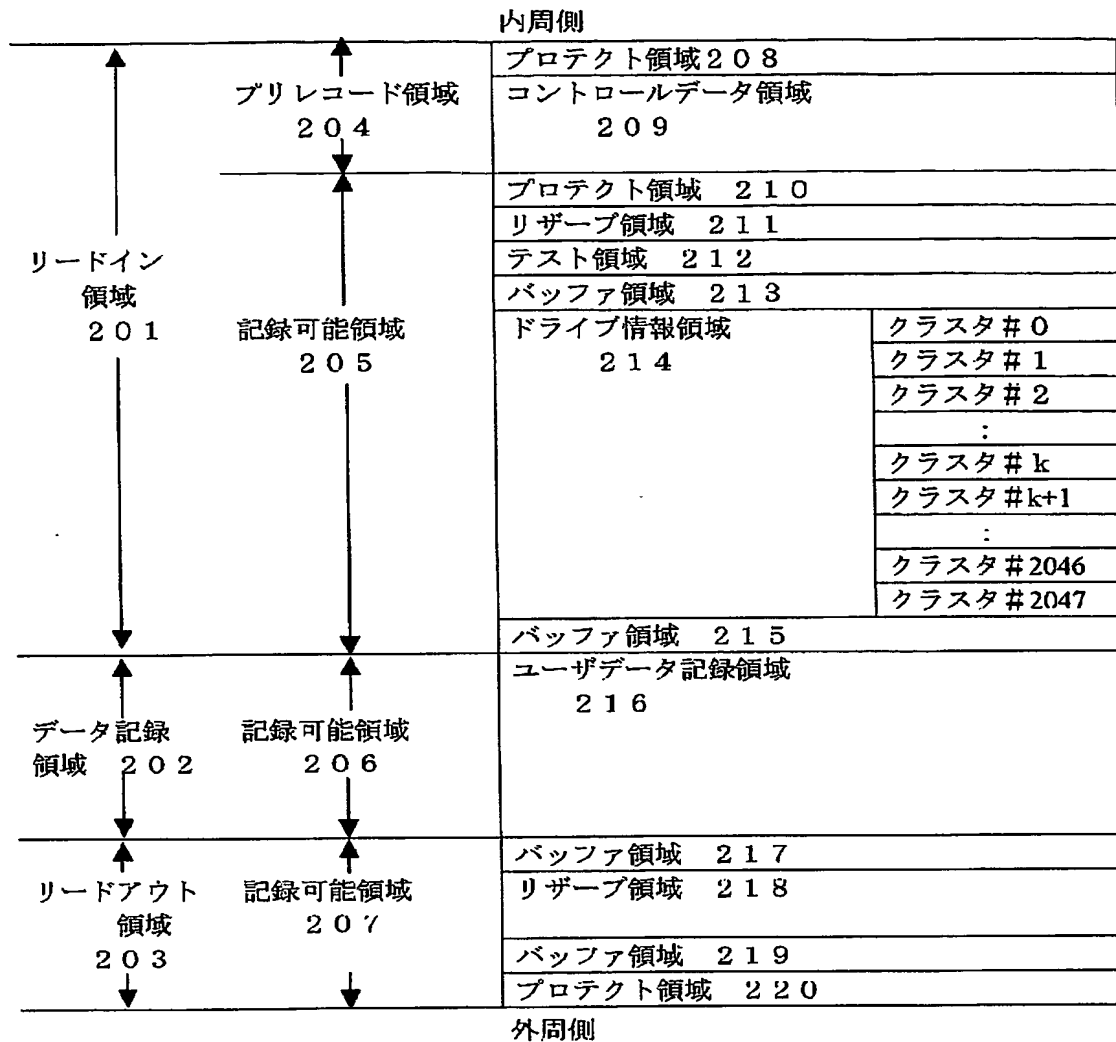 内周側
リードイン
領域
201
プリレコード領域
204
記録可能領域
205
プロテクト領域208
コントロールデータ領域
209
プロテクト領域 210
リザーブ領域 211
テスト領域 212
バッファ領域 213
ドライブ情報領域
214
クラスタ#0
クラスタ#1
クラスタ#2
:
クラスタ#k
クラスタ#k+1
:
クラスタ#2046
クラスタ#2047
バッファ領域 215
データ記録
領域 202
記録可能領域
206
ユーザデータ記録領域
216
リードアウト
領域
203
記録可能領域
207
バッファ領域 217
リザーブ領域 218
バッファ領域 219
プロテクト領域 220
外周側